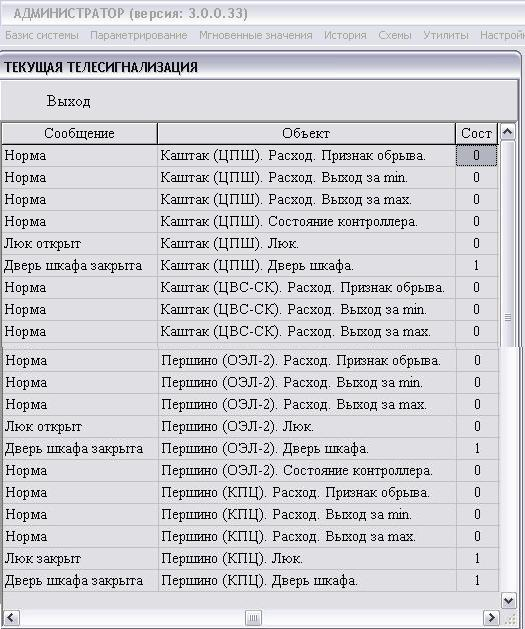 АДМИНИСТРАТОР (версия: 3.0.0.33)
Базис системы Параметрирование Мгновенные значения История Схемы Утилиты Настрой
ТЕКУЩАЯ ТЕЛЕСИГНАЛИЗАЦИЯ
Выход
Сообщение Объект Сост
Норма Каштак (ЦПШ). Расход. Признак обрыва. 0
Норма Каштак (ЦПШ). Расход. Выход за min. 0
Норма Каштак (ЦПШ). Расход. Выход за max. 0
Норма Каштак (ЦПШ). Состояние контроллера. 0
Люк открыт Каштак (ЦПШ). Люк. 0
Дверь шкафа закрыта Каштак (ЦПШ). Дверь шкафа. 1
Норма Каштак (ЦВС-СК). Расход. Признак обрыва. 0
Норма Каштак (ЦВС-СК). Расход. Выход за min. 0
Норма Каштак (ЦВС-СК). Расход. Выход за max. 0
Норма Першино (ОЭЛ-2). Расход. Признак обрыва. 0
Норма Першино (ОЭЛ-2). Расход. Выход за min. 0
Норма Першино (ОЭЛ-2). Расход. Выход за max. 0
Люк открыт Першино (ОЭЛ-2). Люк. 0
Дверь шкафа закрыта Першино (ОЭЛ-2). Дверь шкафа. 1
Норма Першино (ОЭЛ-2). Состояние контроллера. 0
Норма Першино (КПЦ). Расход. Признак обрыва. 0
Норма Першино (КПЦ). Расход. Выход за min. 0
Норма Першино (КПЦ). Расход. Выход за max. 0
Люк закрыт Першино (КПЦ). Люк. 1
Дверь шкафа закрыта Першино (КПЦ). Дверь шкафа. 1